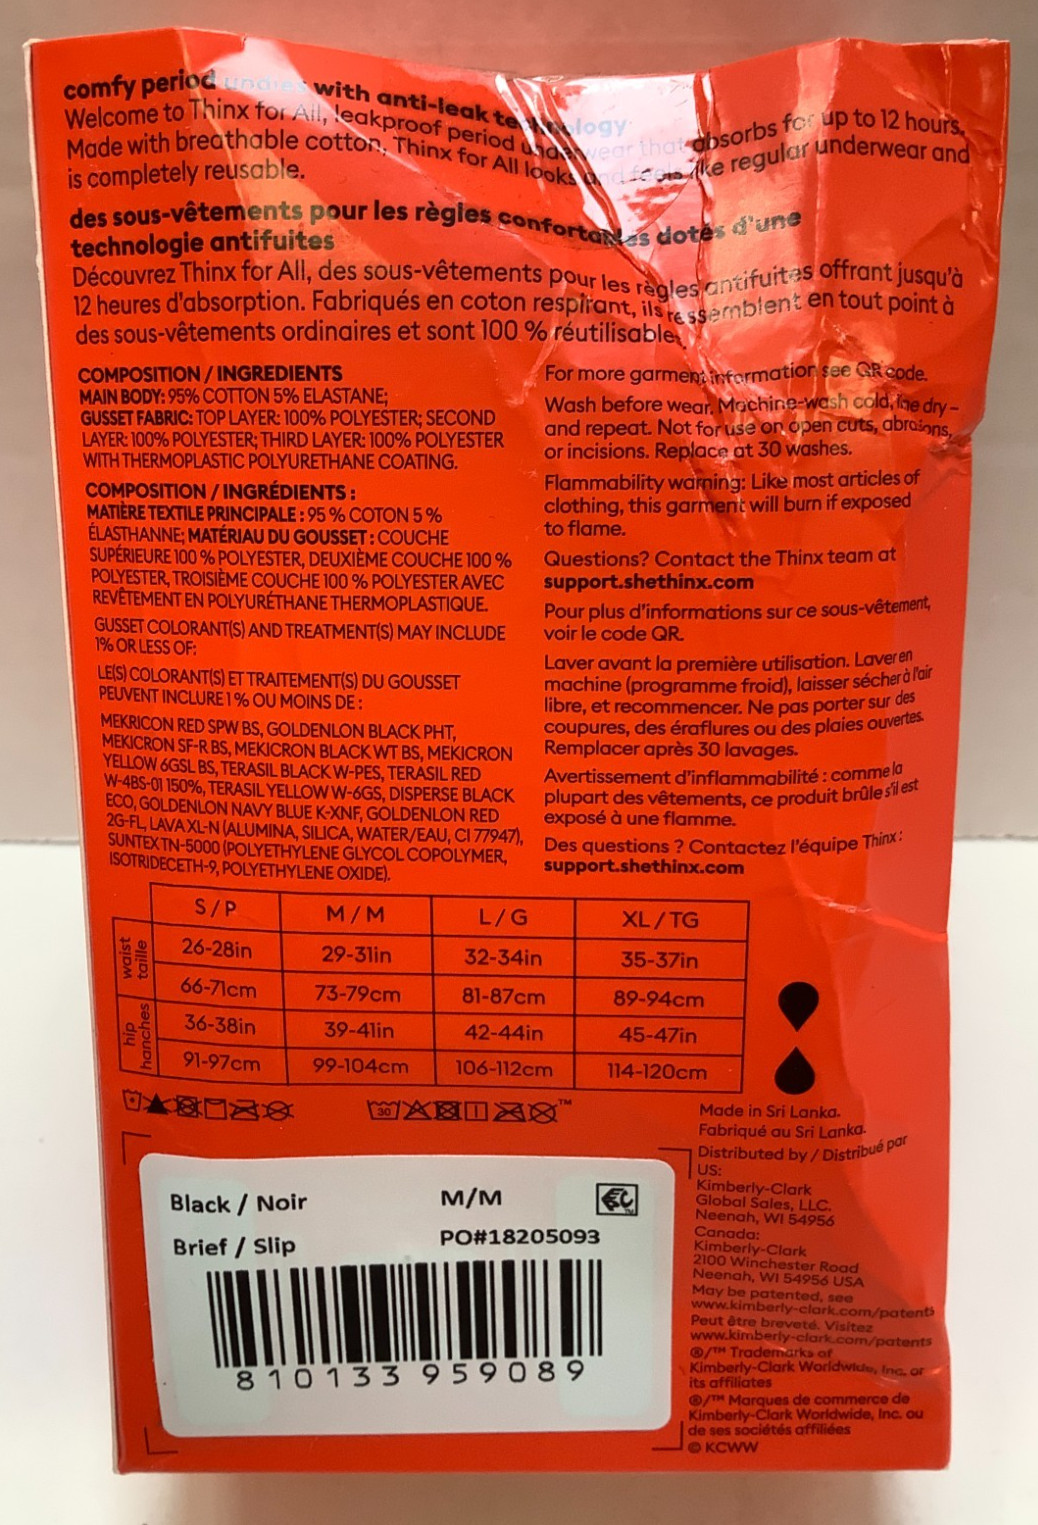 comfy period undies with anti-leak technology
Welcome to Thinx for All, leakproof period underwear that absorbs for up to 12 hours.
Made with breathable cotton, Thinx for All looks and feels like regular underwear and
is completely reusable.
des sous-vêtements pour les règles confortables dotés d'une
technologie antifuites
Découvrez Thinx for All, des sous-vêtements pour les règles antifuites offrant jusqu'à
12 heures d'absorption. Fabriqués en coton respirant, ils ressemblent en tout point à
des sous-vêtements ordinaires et sont 100 % réutilisables.
COMPOSITION / INGREDIENTS
MAIN BODY: 95% COTTON 5% ELASTANE;
GUSSET FABRIC: TOP LAYER: 100% POLYESTER; SECOND
LAYER: 100% POLYESTER; THIRD LAYER: 100% POLYESTER
WITH THERMOPLASTIC POLYURETHANE COATING.
COMPOSITION / INGRÉDIENTS :
MATIÈRE TEXTILE PRINCIPALE : 95 % COTON 5 %
ÉLASTHANNE; MATÉRIAU DU GOUSSET : COUCHE
SUPÉRIEURE 100 % POLYESTER, DEUXIÈME COUCHE 100 %
POLYESTER, TROISIÈME COUCHE 100 % POLYESTER AVEC
REVÊTEMENT EN POLYURÉTHANE THERMOPLASTIQUE.
GUSSET COLORANT(S) AND TREATMENT(S) MAY INCLUDE
1% OR LESS OF:
LE(S) COLORANT(S) ET TRAITEMENT(S) DU GOUSSET
PEUVENT INCLURE 1 % OU MOINS DE :
MEKRICON RED SPW BS, GOLDENLON BLACK PHT,
MEKICRON SF-R BS, MEKICRON BLACK WT BS, MEKICRON
YELLOW 6GSL BS, TERASIL BLACK W-PES, TERASIL RED
W-4BS-01 150%, TERASIL YELLOW W-6GS, DISPERSE BLACK
ECO, GOLDENLON NAVY BLUE K-XNF, GOLDENLON RED
2G-FL, LAVA XL-N (ALUMINA, SILICA, WATER/EAU, CI 77947),
SUNTEX TN-5000 (POLYETHYLENE GLYCOL COPOLYMER,
ISOTRIDECETH-9, POLYETHYLENE OXIDE).
For more garment information see QR code.
Wash before wear. Machine-wash cold, line dry –
and repeat. Not for use on open cuts, abrasions,
or incisions. Replace at 30 washes.
Flammability warning: Like most articles of
clothing, this garment will burn if exposed
to flame.
Questions? Contact the Thinx team at
support.shethinx.com
Pour plus d'informations sur ce sous-vêtement,
voir le code QR.
Laver avant la première utilisation. Laver en
machine (programme froid), laisser sécher à l'air
libre, et recommencer. Ne pas porter sur des
coupures, des éraflures ou des plaies ouvertes.
Remplacer après 30 lavages.
Avertissement d'inflammabilité : comme la
plupart des vêtements, ce produit brûle s'il est
exposé à une flamme.
Des questions ? Contactez l'équipe Thinx :
support.shethinx.com
S / P M / M L / G XL / TG
waist
taille
26-28in 29-31in 32-34in 35-37in
66-71cm 73-79cm 81-87cm 89-94cm
hip
hanches
36-38in 39-41in 42-44in 45-47in
91-97cm 99-104cm 106-112cm 114-120cm
30 ™
Made in Sri Lanka.
Fabriqué au Sri Lanka.
Distributed by / Distribué par
US:
Kimberly-Clark
Global Sales, LLC.
Neenah, WI 54956
Canada:
Kimberly-Clark
2100 Winchester Road
Neenah, WI 54956 USA
May be patented, see
www.kimberly-clark.com/patents
Peut être breveté. Visitez
www.kimberly-clark.com/patents
®/™ Trademarks of
Kimberly-Clark Worldwide, Inc. or
its affiliates
®/™ Marques de commerce de
Kimberly-Clark Worldwide, Inc. ou
de ses sociétés affiliées
© KCWW
Black / Noir M/M
Brief / Slip PO#18205093
810133959089